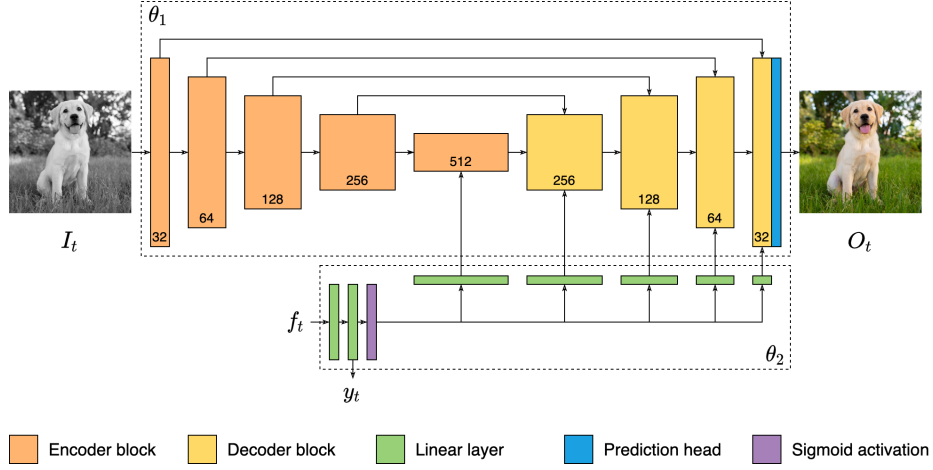 θ₁
32
64
128
256
512
256
128
64
32
Iₜ
Oₜ
fₜ
yₜ
θ₂
Encoder block
Decoder block
Linear layer
Prediction head
Sigmoid activation